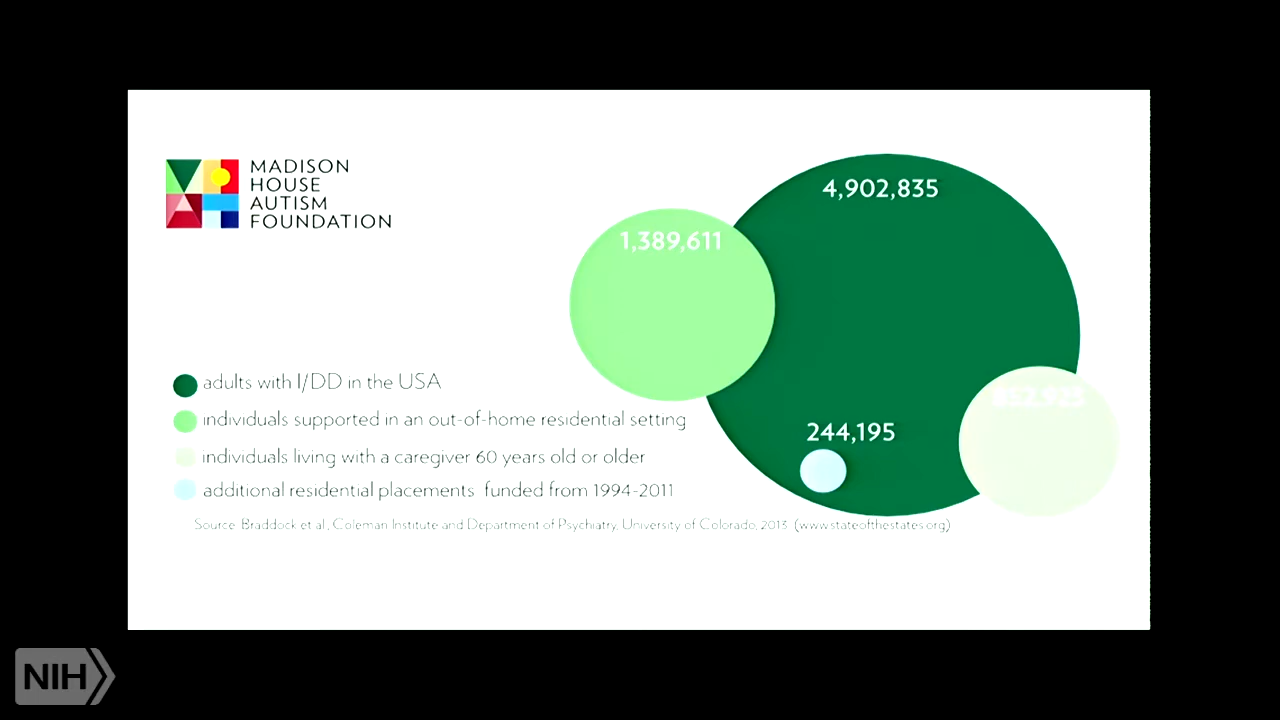 MADISON
HOUSE
AUTISM
FOUNDATION
4,902,835
1,389,611
adults with I/DD in the USA
individuals supported in an out-of-home residential setting
individuals living with a caregiver 60 years old or older
additional residential placements funded from 1994-2011
244,195
Source: Braddock et al., Coleman Institute and Department of Psychiatry, University of Colorado, 2013 (www.stateofthestates.org)
NIH